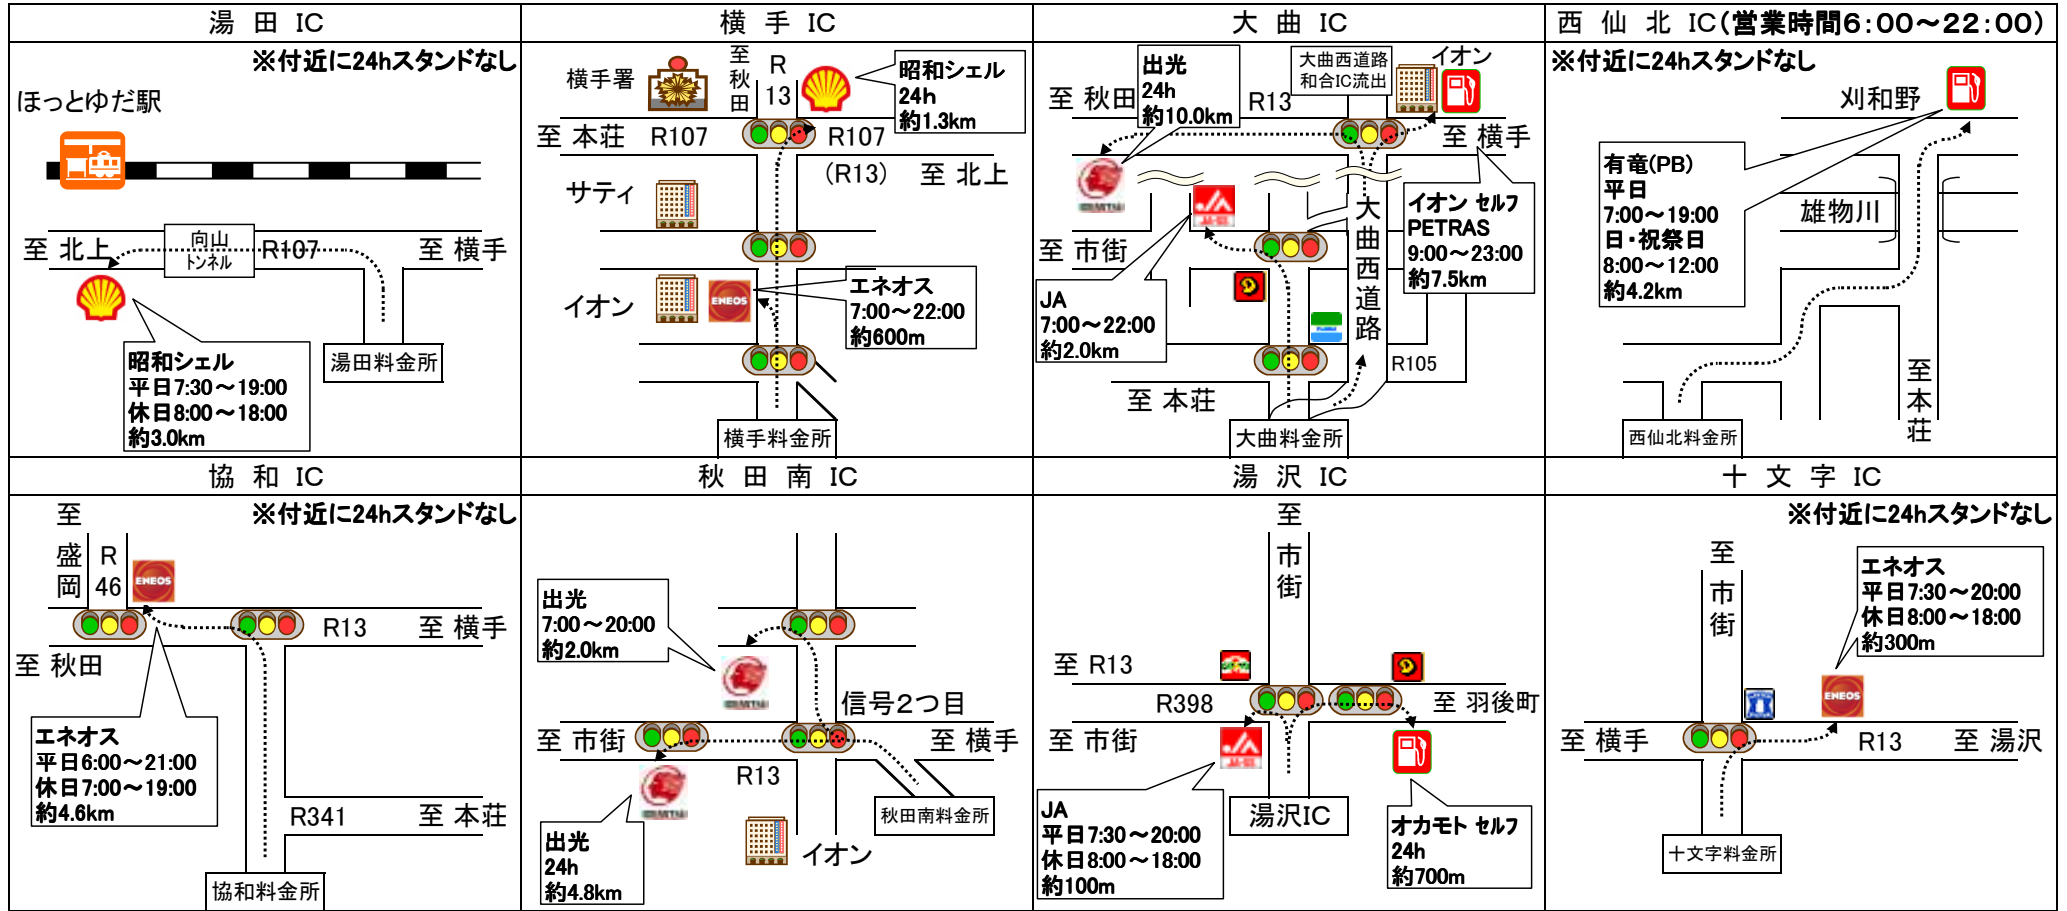 湯 田 IC
※付近に24hスタンドなし
ほっとゆだ駅
至 北上
向山
トンネル
R107
至 横手
昭和シェル
平日7:30～19:00
休日8:00～18:00
約3.0km
湯田料金所
横 手 IC
横手署
至秋田
R
13
昭和シェル
24h
約1.3km
至 本荘
R107
R107
(R13)
至 北上
サティ
イオン
ENEOS
エネオス
7:00～22:00
約600m
横手料金所
大 曲 IC
出光
24h
約10.0km
大曲西道路
和合IC流出
イオン
至 秋田
R13
至 横手
イオン セルフ
PETRAS
9:00～23:00
約7.5km
至 市街
大曲西道路
JA
7:00～22:00
約2.0km
R105
至 本荘
大曲料金所
西 仙 北 IC(営業時間6:00～22:00)
※付近に24hスタンドなし
刈和野
有竜(PB)
平日
7:00～19:00
日・祝祭日
8:00～12:00
約4.2km
雄物川
至本荘
西仙北料金所
協 和 IC
※付近に24hスタンドなし
至盛岡
R
46
ENEOS
R13
至 横手
至 秋田
エネオス
平日6:00～21:00
休日7:00～19:00
約4.6km
R341
至 本荘
協和料金所
秋 田 南 IC
出光
7:00～20:00
約2.0km
信号2つ目
至 市街
至 横手
R13
出光
24h
約4.8km
秋田南料金所
イオン
湯 沢 IC
至市街
至 R13
R398
至 羽後町
至 市街
湯沢IC
JA
平日7:30～20:00
休日8:00～18:00
約100m
オカモト セルフ
24h
約700m
十 文 字 IC
※付近に24hスタンドなし
至市街
エネオス
平日7:30～20:00
休日8:00～18:00
約300m
ENEOS
至 横手
R13
至 湯沢
十文字料金所